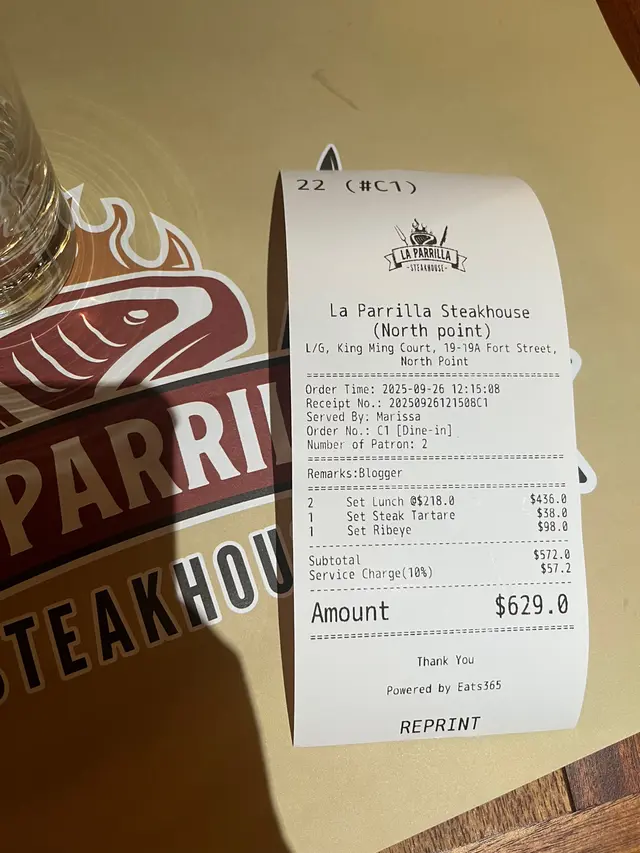 22 (#C1)
LA PARRILLA
-STEAKHOUSE-
La Parrilla Steakhouse
(North point)
L/G, King Ming Court, 19-19A Fort Street,
North Point
Order Time: 2025-09-26 12:15:08
Receipt No.: 20250926121508C1
Served By: Marissa
Order No.: C1 [Dine-in]
Number of Patron: 2
Remarks:Blogger
2 Set Lunch @$218.0 $436.0
1 Set Steak Tartare $38.0
1 Set Ribeye $98.0
Subtotal $572.0
Service Charge(10%) $57.2
Amount $629.0
Thank You
Powered by Eats365
REPRINT
PARRI
STEAKHOU